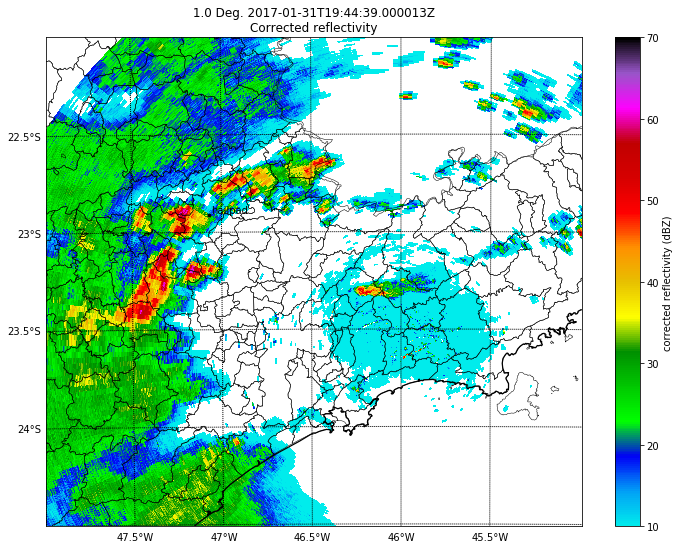 1.0 Deg. 2017-01-31T19:44:39.000013Z
Corrected reflectivity
22.5°S
23°S
23.5°S
24°S
47.5°W 47°W 46.5°W 46°W 45.5°W
70
60
50
40
30
20
10
corrected reflectivity (dBZ)